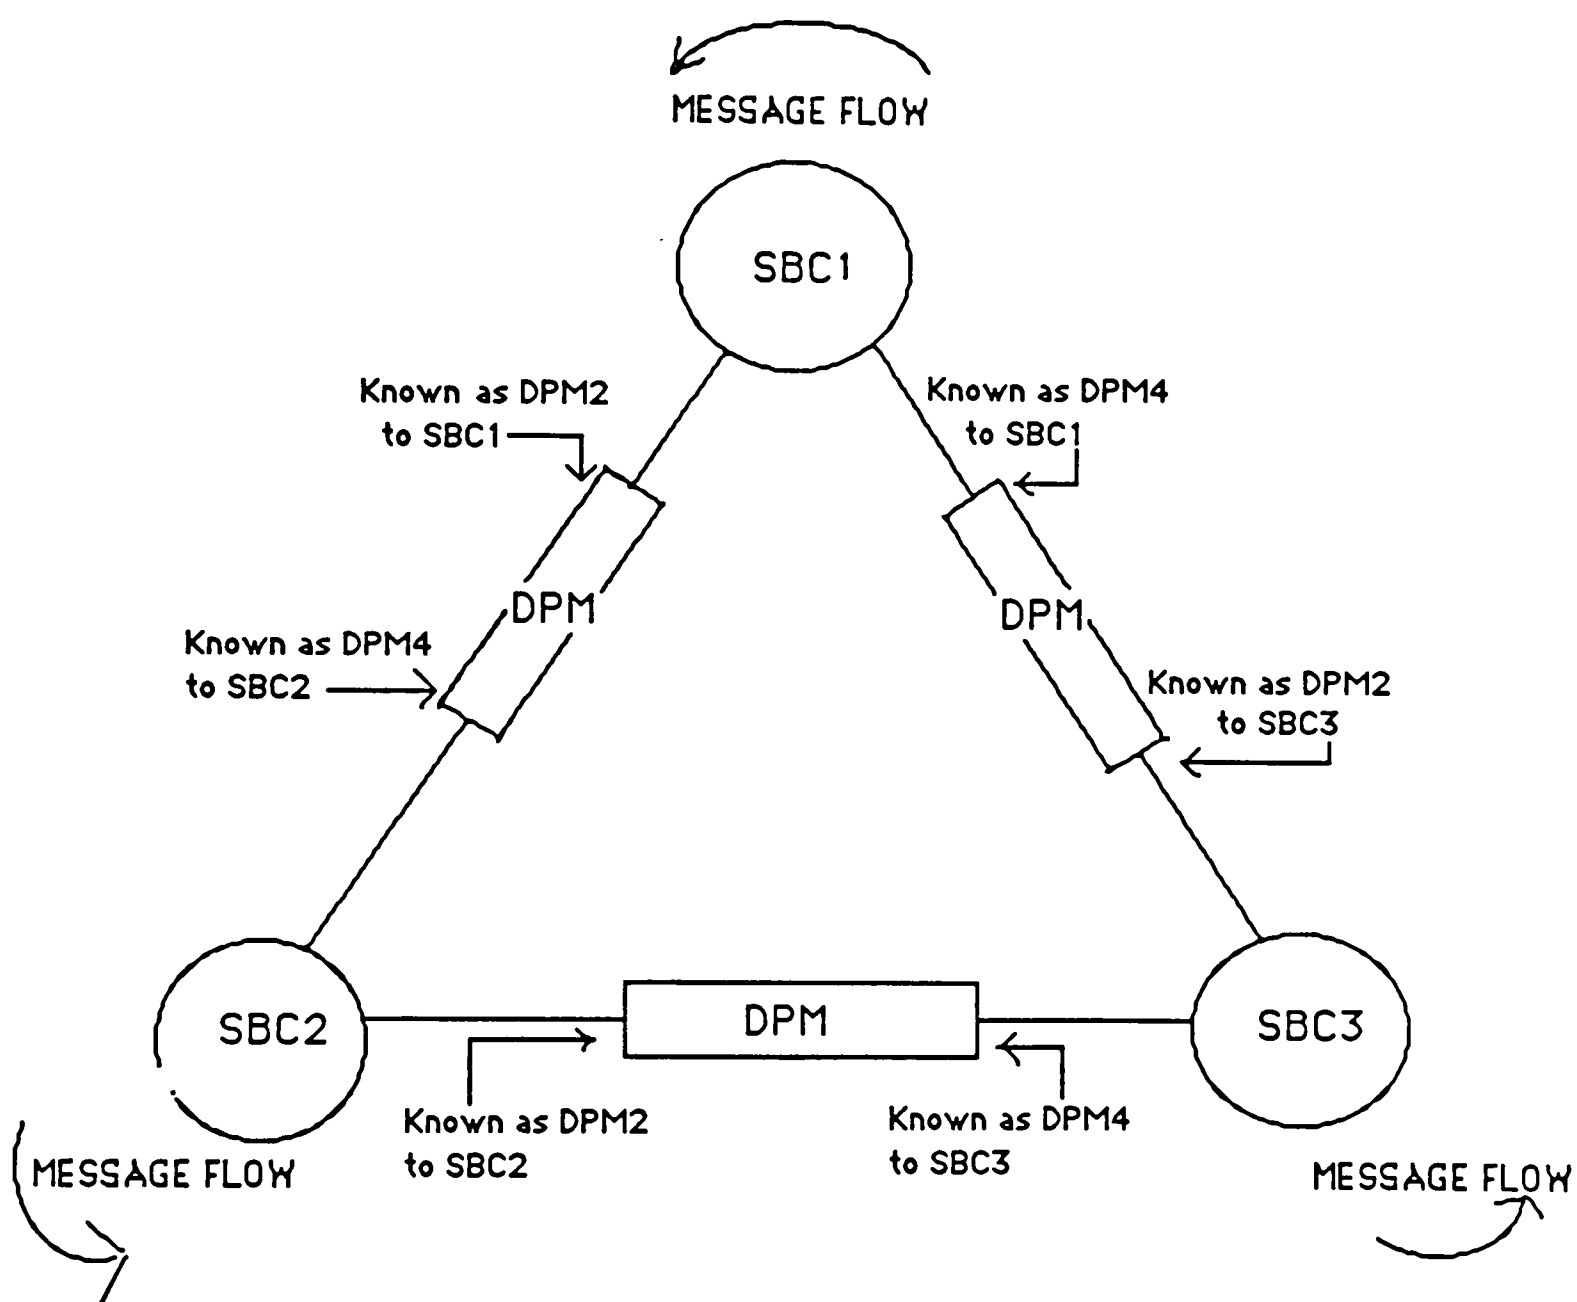 MESSAGE FLOW
SBC1
Known as DPM2
to SBC1
Known as DPM4
to SBC1
DPM
DPM
Known as DPM4
to SBC2
Known as DPM2
to SBC3
SBC2
DPM
SBC3
Known as DPM2
to SBC2
Known as DPM4
to SBC3
MESSAGE FLOW
MESSAGE FLOW